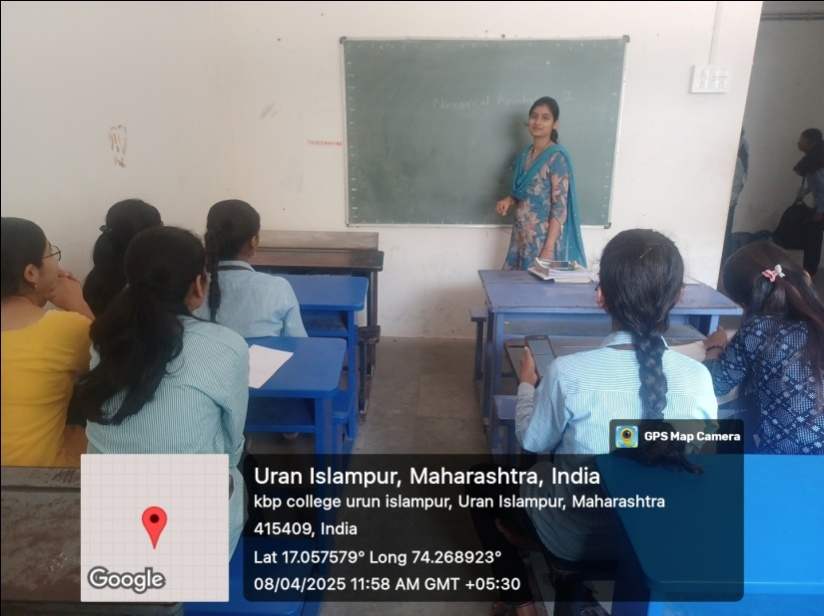 GPS Map Camera
Uran Islampur, Maharashtra, India
kbp college urun islampur, Uran Islampur, Maharashtra
415409, India
Lat 17.057579° Long 74.268923°
08/04/2025 11:58 AM GMT +05:30
Google